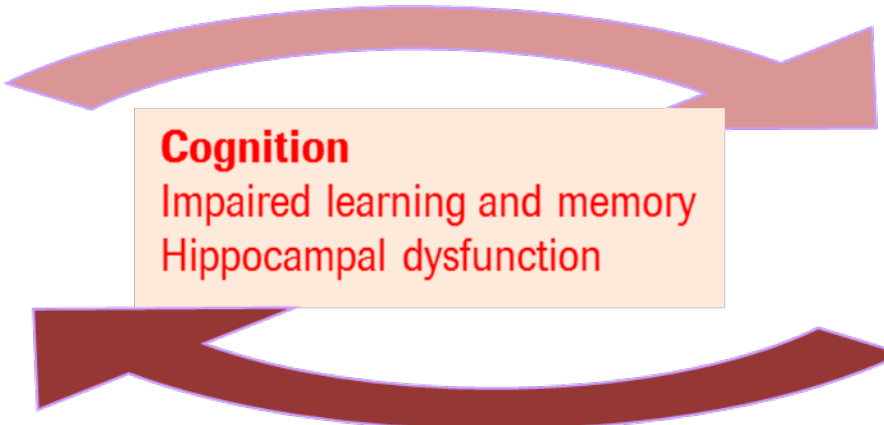 Cognition
Impaired learning and memory
Hippocampal dysfunction